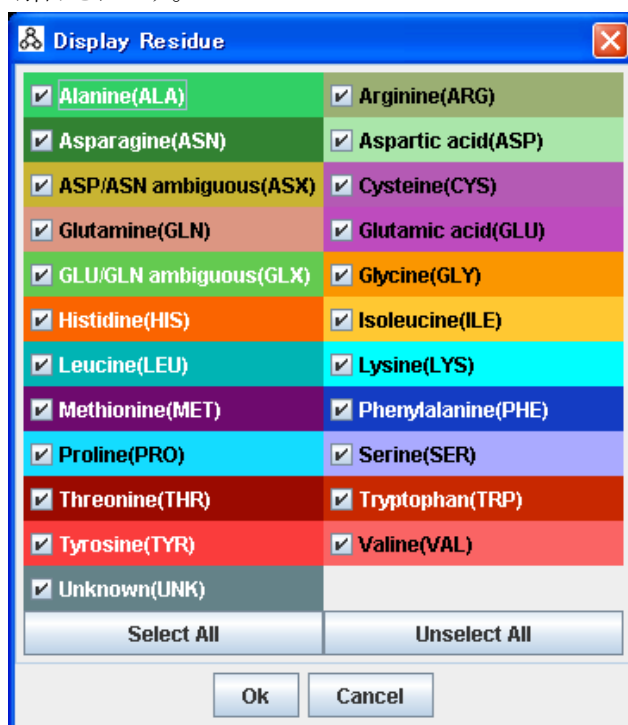 Display Residue
Alanine(ALA) Arginine(ARG)
Asparagine(ASN) Aspartic acid(ASP)
ASP/ASN ambiguous(ASX) Cysteine(CYS)
Glutamine(GLN) Glutamic acid(GLU)
GLU/GLN ambiguous(GLX) Glycine(GLY)
Histidine(HIS) Isoleucine(ILE)
Leucine(LEU) Lysine(LYS)
Methionine(MET) Phenylalanine(PHE)
Proline(PRO) Serine(SER)
Threonine(THR) Tryptophan(TRP)
Tyrosine(TYR) Valine(VAL)
Unknown(UNK)
Select All Unselect All
Ok Cancel